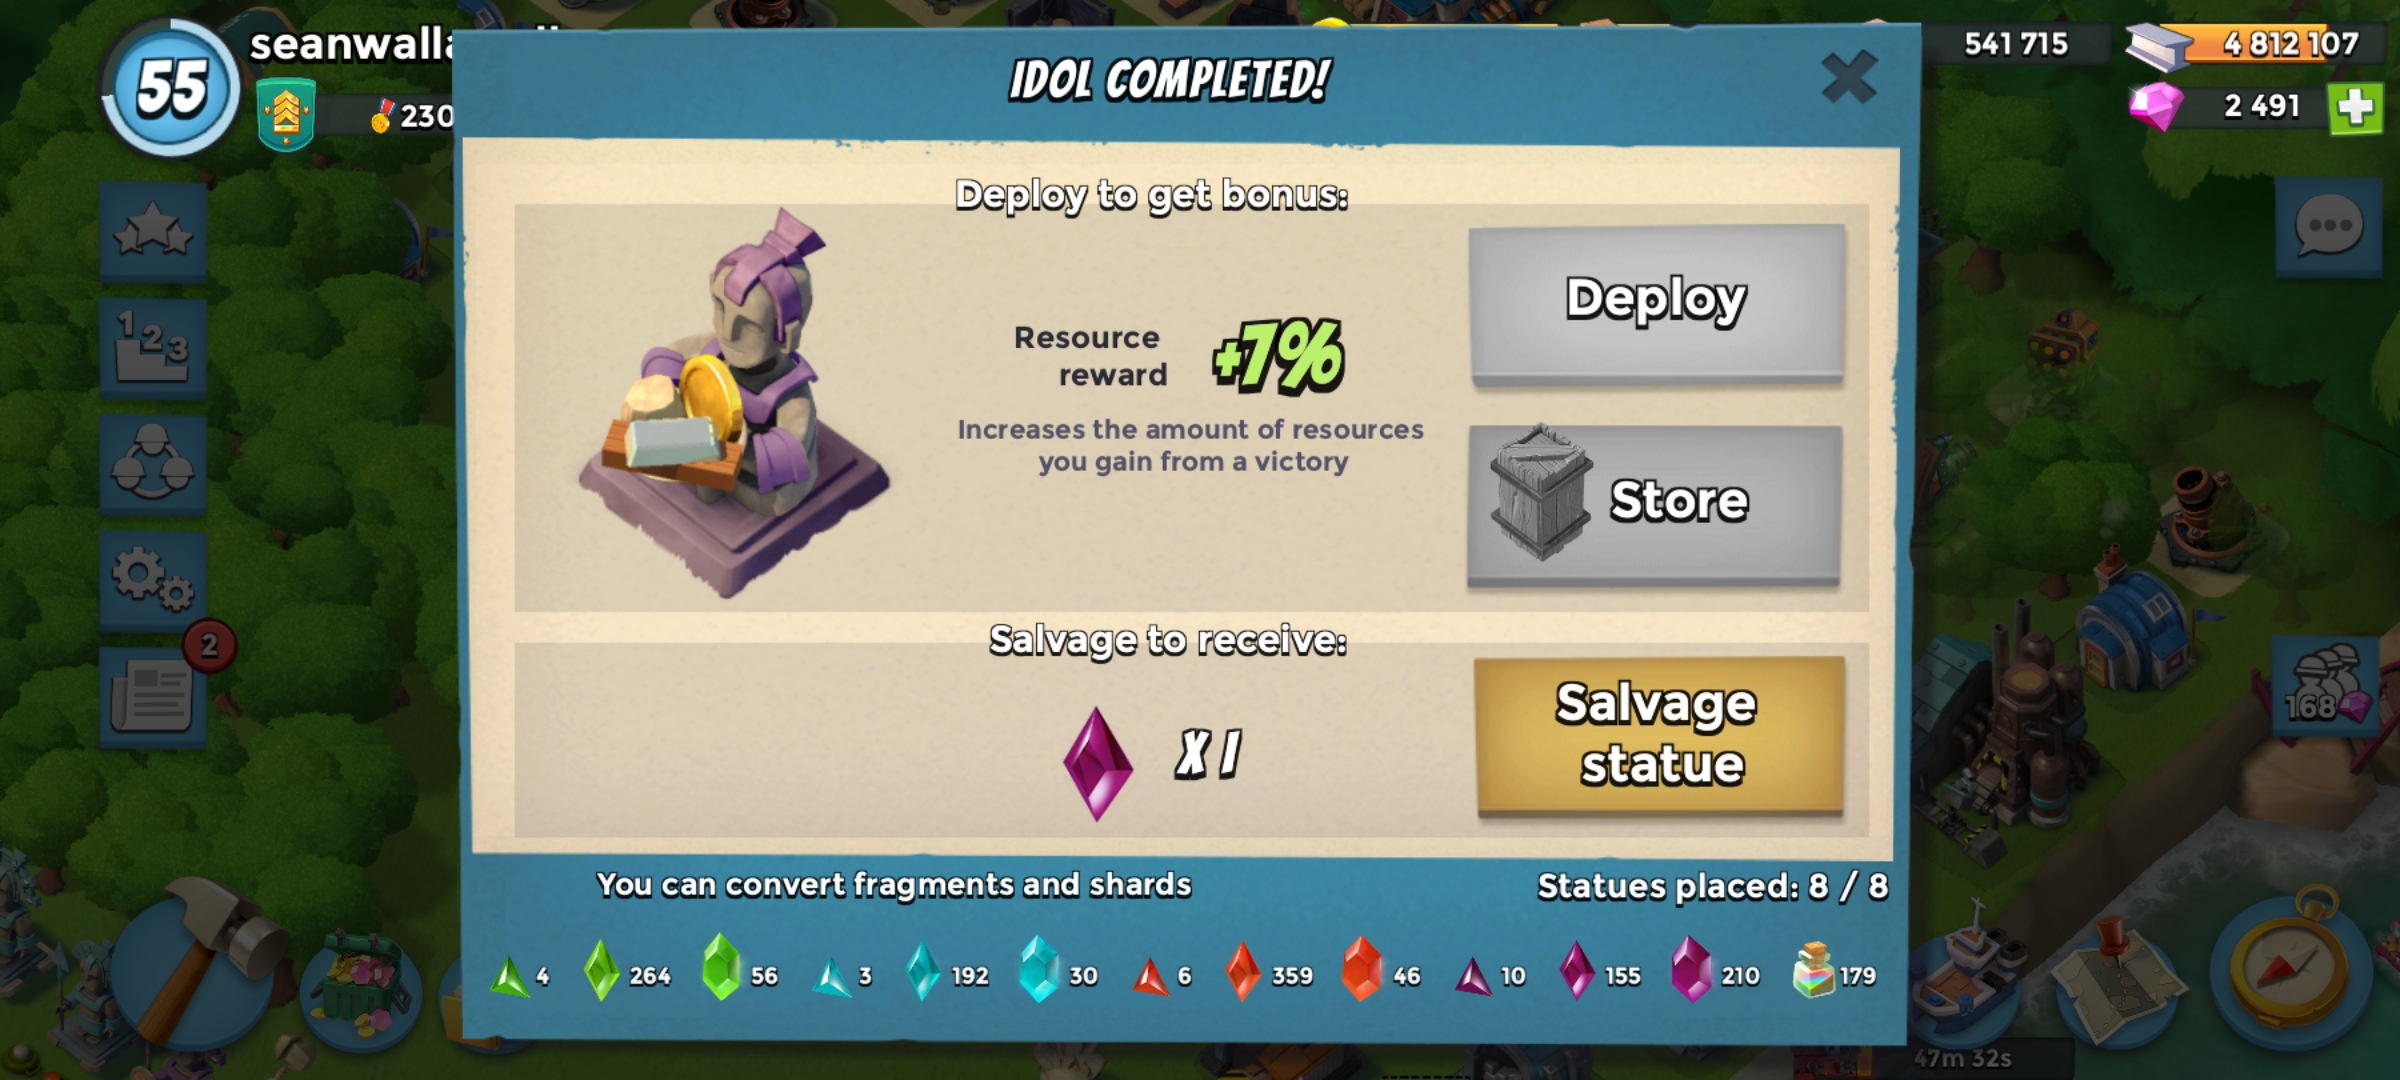 55
230
IDOL COMPLETED!
541 715
4 812 107
2 491
Deploy to get bonus:
Resource
reward
+7%
Increases the amount of resources
you gain from a victory
Deploy
Store
1 2 3
2
Salvage to receive:
X 1
Salvage
statue
168
You can convert fragments and shards
Statues placed: 8 / 8
4 264 56 3 192 30 6 359 46 10 155 210 179
47m 32s